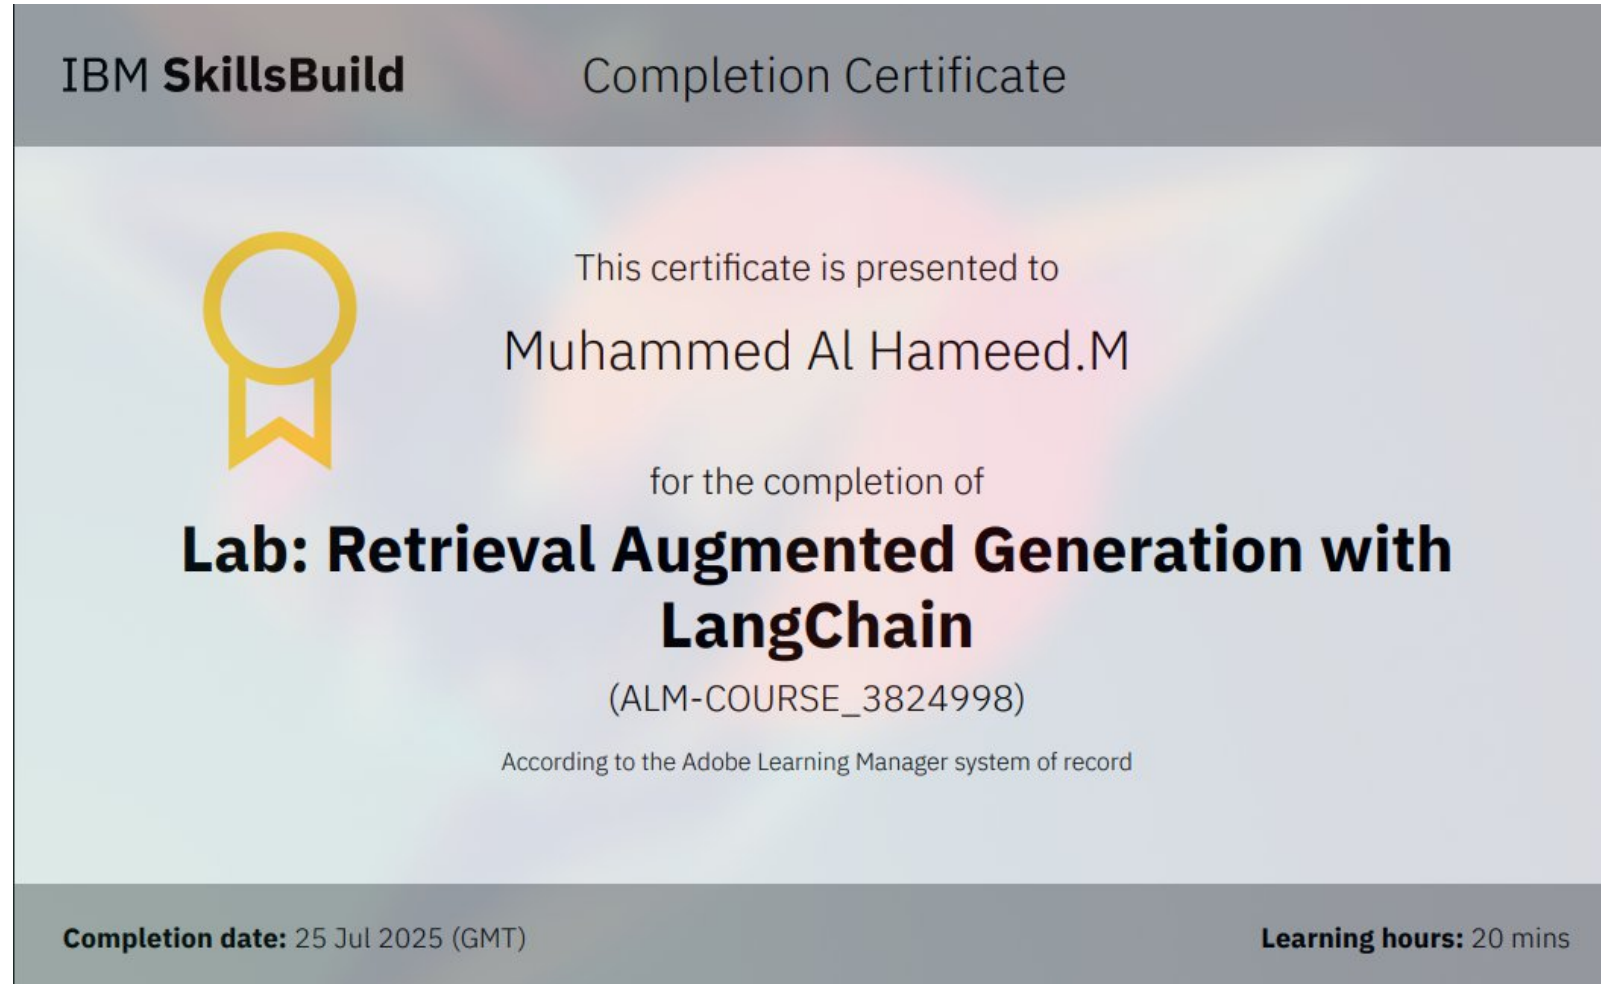 IBM SkillsBuild
Completion Certificate
This certificate is presented to
Muhammed Al Hameed.M
for the completion of
Lab: Retrieval Augmented Generation with
LangChain
(ALM-COURSE_3824998)
According to the Adobe Learning Manager system of record
Completion date: 25 Jul 2025 (GMT)
Learning hours: 20 mins